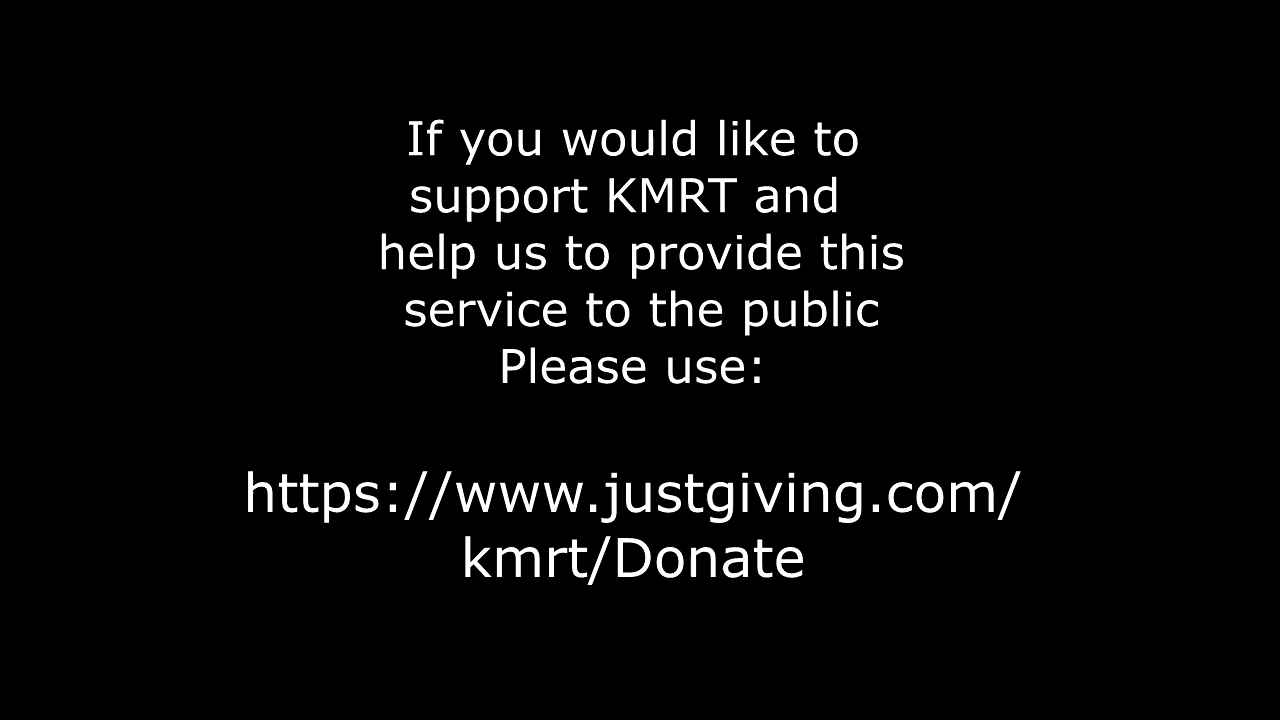 If you would like to
support KMRT and
help us to provide this
service to the public
Please use:
https://www.justgiving.com/
kmrt/Donate